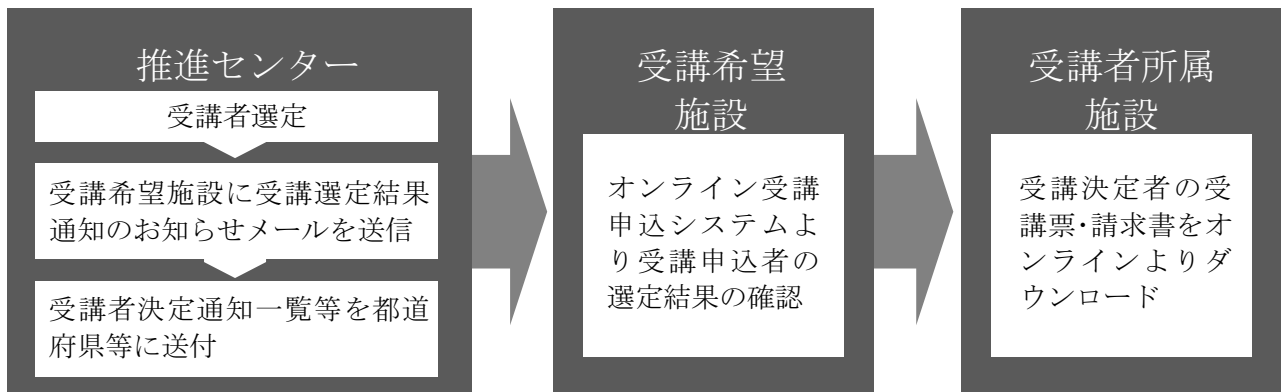 推進センター
受講者選定
受講希望施設に受講選定結果
通知のお知らせメールを送信
受講者決定通知一覧等を都道
府県等に送付
受講希望
施設
オンライン受講
申込システムよ
り受講申込者の
選定結果の確認
受講者所属
施設
受講決定者の受
講票･請求書をオ
ンラインよりダ
ウンロード